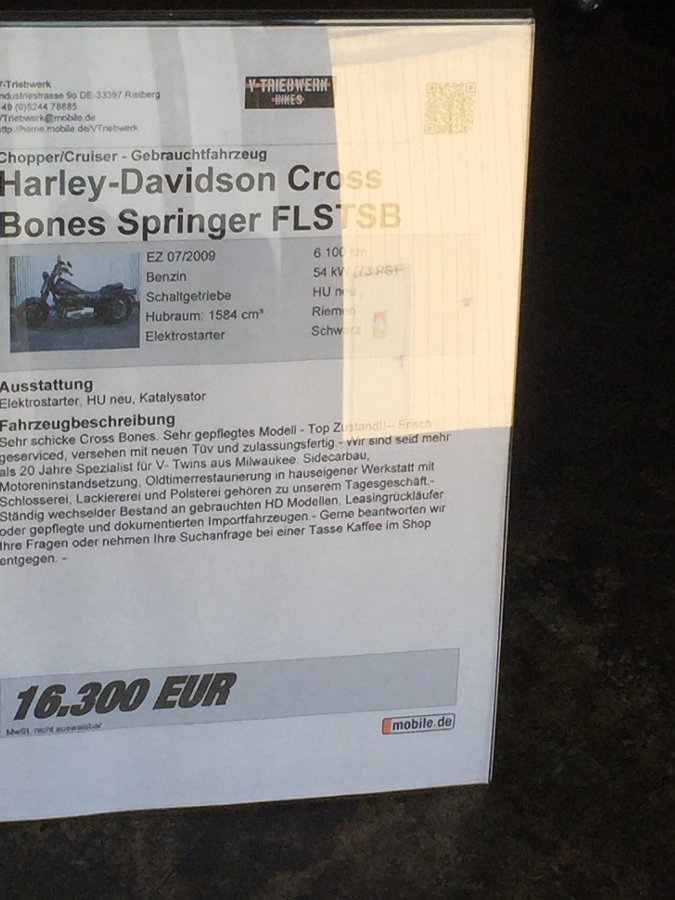 V-Triebwerk
Industriestrasse 9b DE-33397 Rietberg
+49 (0)5244 78885
VTriebwerk@mobile.de
http://home.mobile.de/VTriebwerk
V-TRIEBWERK
BIKES
Chopper/Cruiser - Gebrauchtfahrzeug
Harley-Davidson Cross
Bones Springer FLSTSB
EZ 07/2009 6 100 km
Benzin 54 kW (73 PS)
Schaltgetriebe HU neu
Hubraum: 1584 cm³ Riemen
Elektrostarter Schwarz
Ausstattung
Elektrostarter, HU neu, Katalysator
Fahrzeugbeschreibung
Sehr schicke Cross Bones. Sehr gepflegtes Modell - Top Zustand!!-- Frisch
geserviced, versehen mit neuen Tüv und zulassungsfertig.- Wir sind seid mehr
als 20 Jahre Spezialist für V- Twins aus Milwaukee. Sidecarbau,
Motoreninstandsetzung, Oldtimerrestaurierung in hauseigener Werkstatt mit
Schlosserei, Lackiererei und Polsterei gehören zu unserem Tagesgeschäft.-
Ständig wechselder Bestand an gebrauchten HD Modellen, Leasingrückläufer
oder gepflegte und dokumentierten Importfahrzeugen.- Gerne beantworten wir
Ihre Fragen oder nehmen Ihre Suchanfrage bei einer Tasse Kaffee im Shop
entgegen. -
16.300 EUR
MwSt. nicht ausweisbar
mobile.de